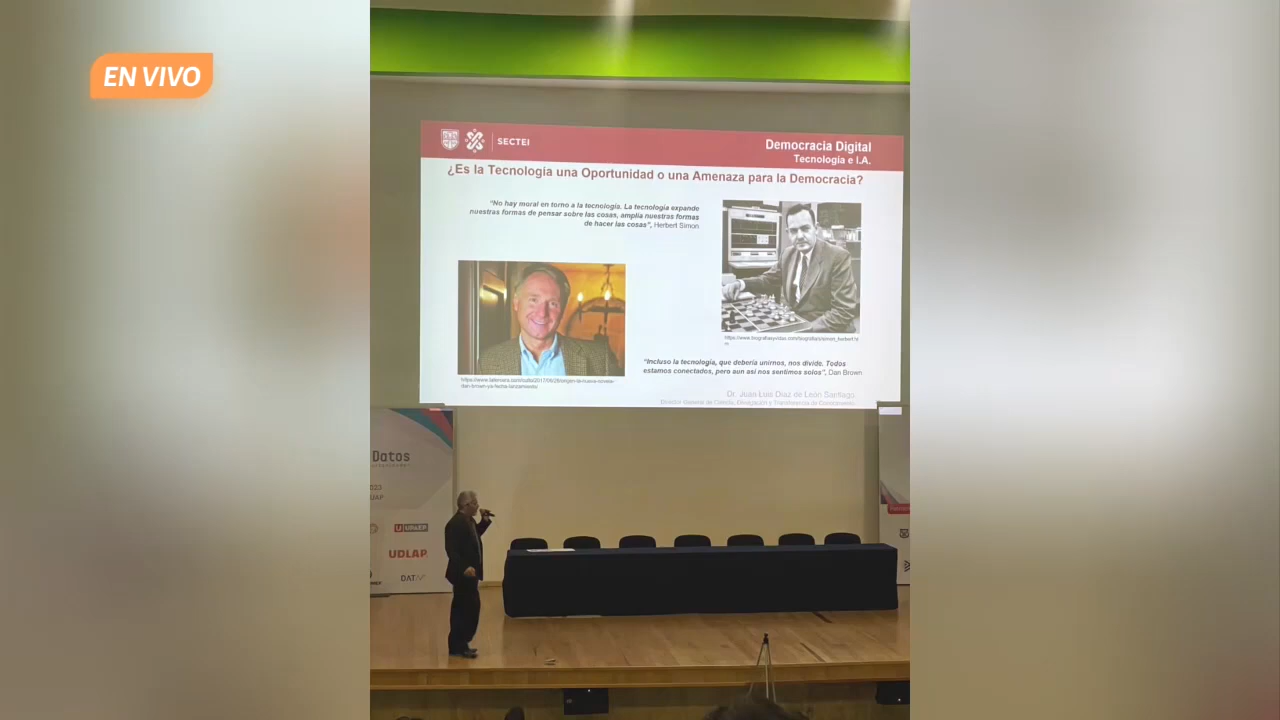 EN VIVO
SECTEI
Democracia Digital
Tecnología e I.A.
¿Es la Tecnología una Oportunidad o una Amenaza para la Democracia?
"No hay moral en torno a la tecnología. La tecnología expande
nuestras formas de pensar sobre las cosas, amplía nuestras formas
de hacer las cosas", Herbert Simon
"Incluso la tecnología, que debería unirnos, nos divide. Todos
estamos conectados, pero aun así nos sentimos solos", Dan Brown
Dr. Juan Luis Díaz de León Santiago.
Datos
UPAEP
UDLAP